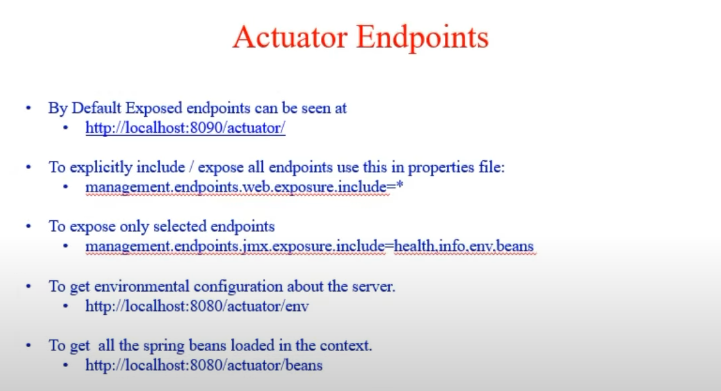 Actuator Endpoints
• By Default Exposed endpoints can be seen at
• http://localhost:8090/actuator/
• To explicitly include / expose all endpoints use this in properties file:
• management.endpoints.web.exposure.include=*
• To expose only selected endpoints
• management.endpoints.jmx.exposure.include=health,info,env,beans
• To get environmental configuration about the server.
• http://localhost:8080/actuator/env
• To get all the spring beans loaded in the context.
• http://localhost:8080/actuator/beans